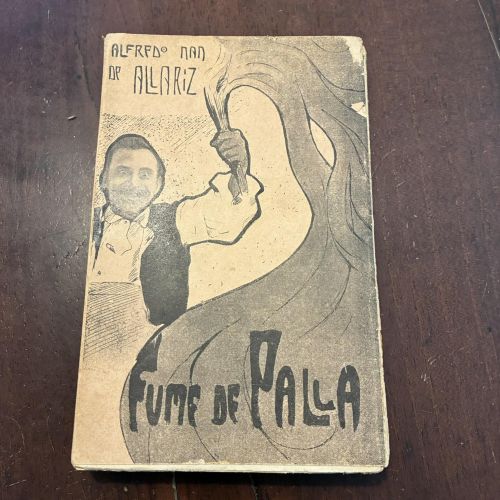 ALFREDO NAN
DE ALLARIZ
FUME DE PALLA